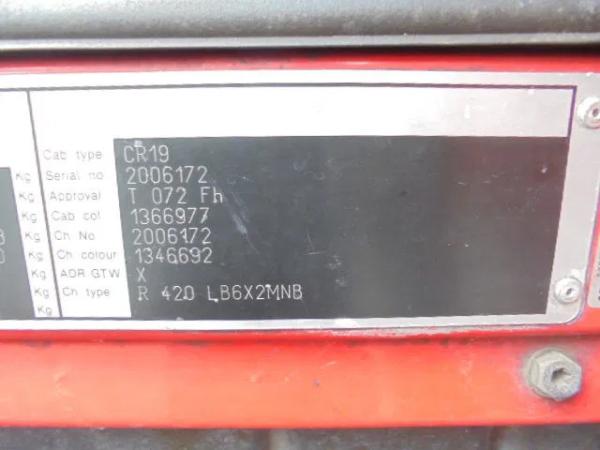 Cab type CR19
Kg Serial no 2006172
Kg Approval T 072 Fh
Kg Cab col 1366977
Kg Ch No 2006172
Kg Ch colour 1346692
Kg ADR GTW X
Kg Ch type R 420 LB6X2MNB
Kg